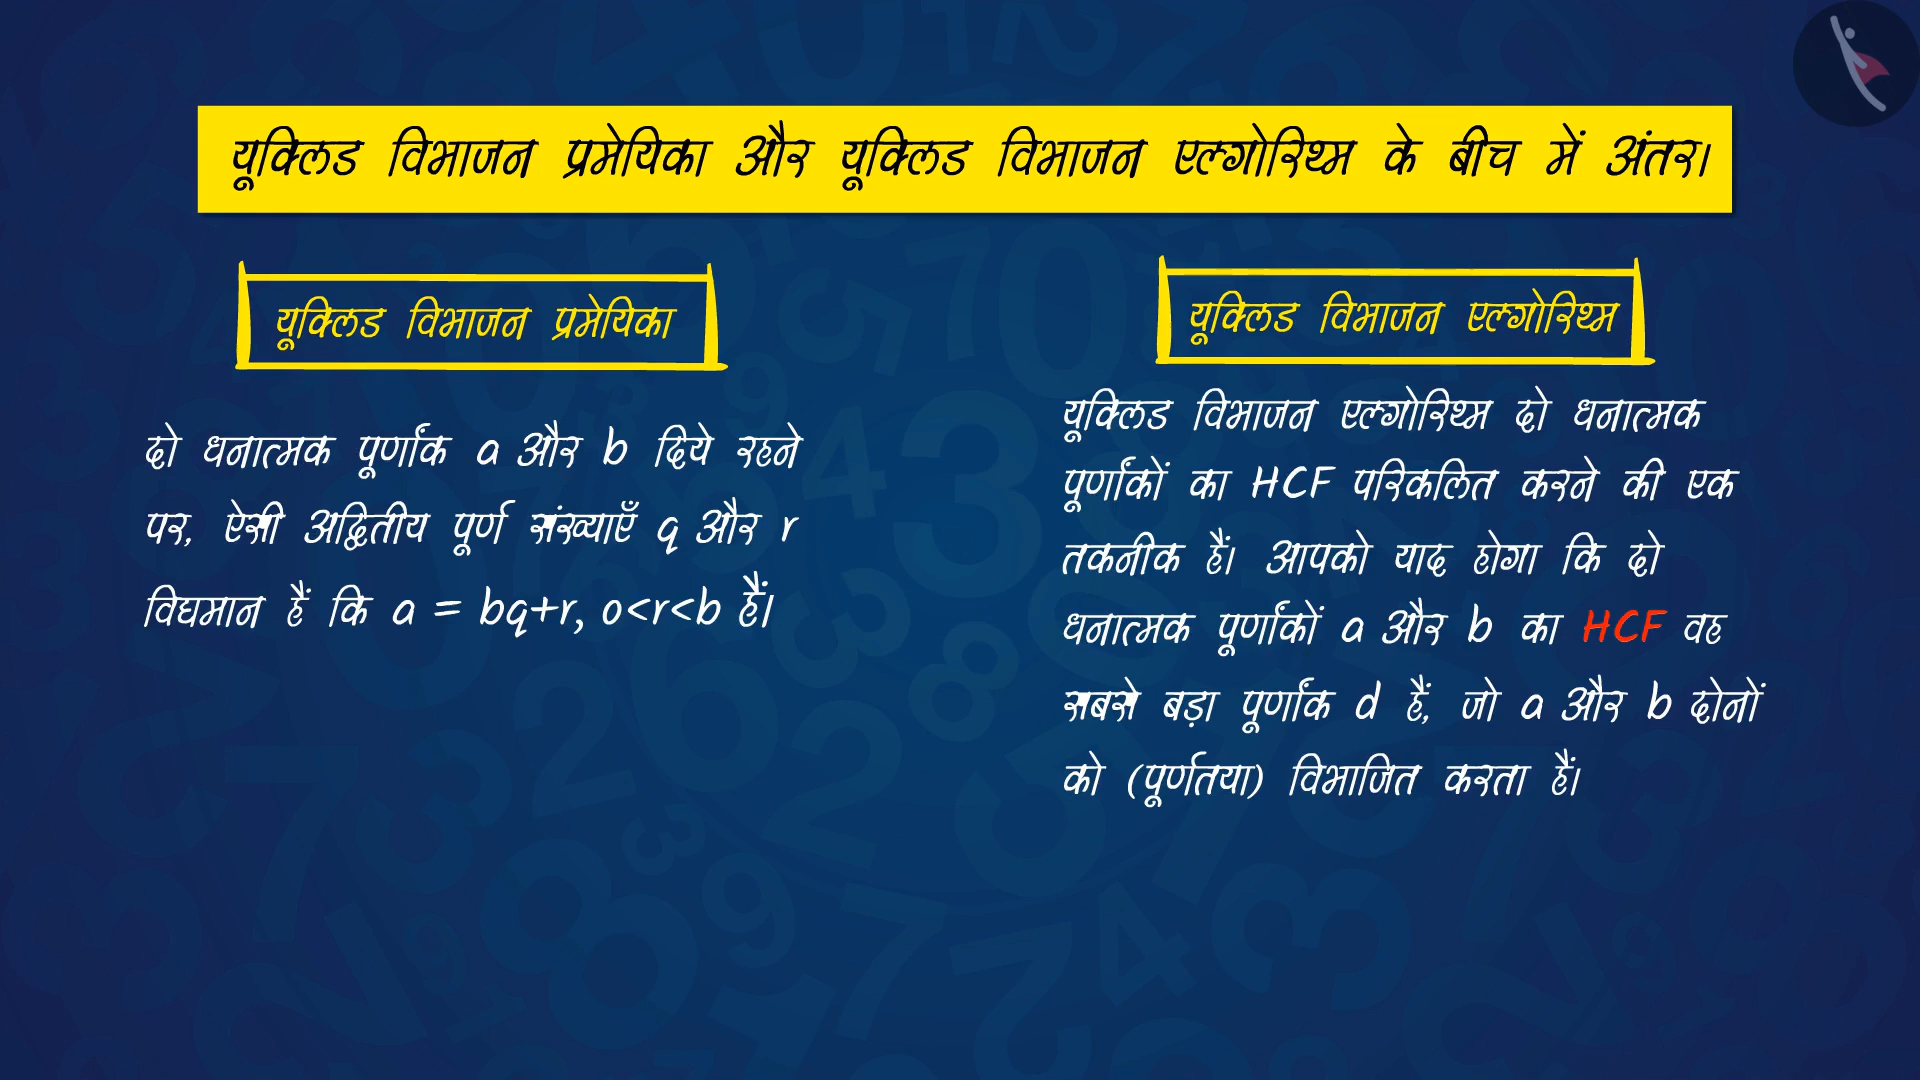 यूक्लिड विभाजन प्रमेयिका और यूक्लिड विभाजन एल्गोरिथ्म के बीच में अंतर।
यूक्लिड विभाजन प्रमेयिका
दो धनात्मक पूर्णांक a और b दिये रहने
पर, ऐसी अद्वितीय पूर्ण संख्याएँ q और r
विद्यमान हैं कि a = bq+r, o<r<b हैं।
यूक्लिड विभाजन एल्गोरिथ्म
यूक्लिड विभाजन एल्गोरिथ्म दो धनात्मक
पूर्णांकों का HCF परिकलित करने की एक
तकनीक हैं। आपको याद होगा कि दो
धनात्मक पूर्णांकों a और b का HCF वह
सबसे बड़ा पूर्णांक d हैं, जो a और b दोनों
को (पूर्णतया) विभाजित करता हैं।